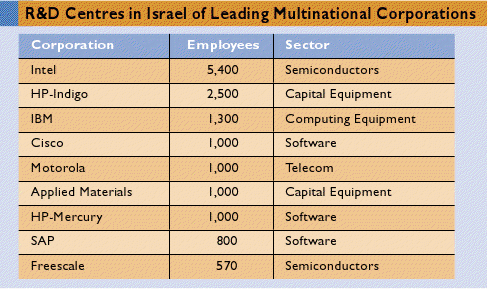 R&D Centres in Israel of Leading Multinational Corporations
Corporation Employees Sector
Intel 5,400 Semiconductors
HP-Indigo 2,500 Capital Equipment
IBM 1,300 Computing Equipment
Cisco 1,000 Software
Motorola 1,000 Telecom
Applied Materials 1,000 Capital Equipment
HP-Mercury 1,000 Software
SAP 800 Software
Freescale 570 Semiconductors